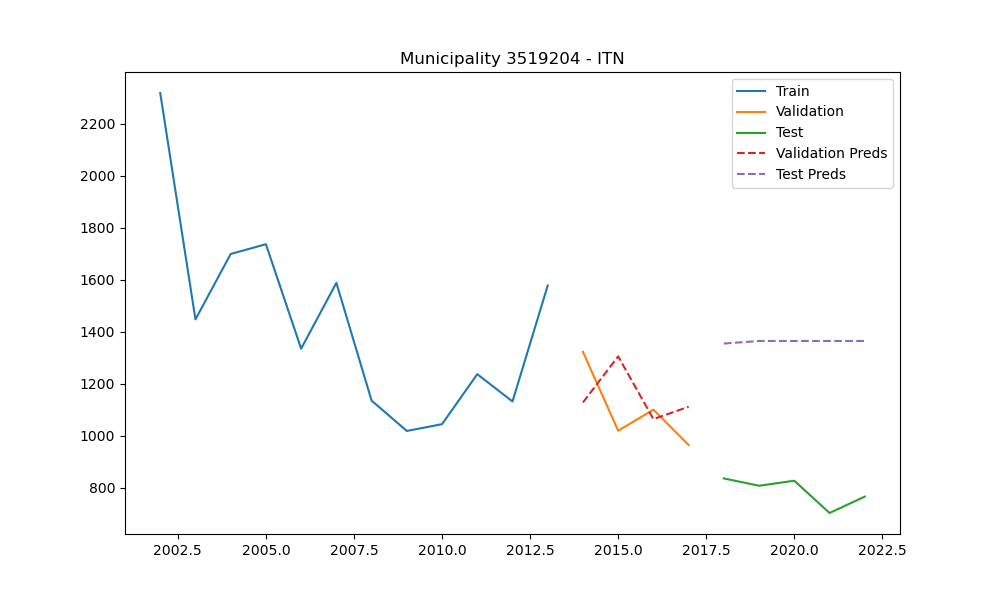 Municipality 3519204 - ITN
Train
Validation
Test
Validation Preds
Test Preds
2200
2000
1800
1600
1400
1200
1000
800
2002.5 2005.0 2007.5 2010.0 2012.5 2015.0 2017.5 2020.0 2022.5